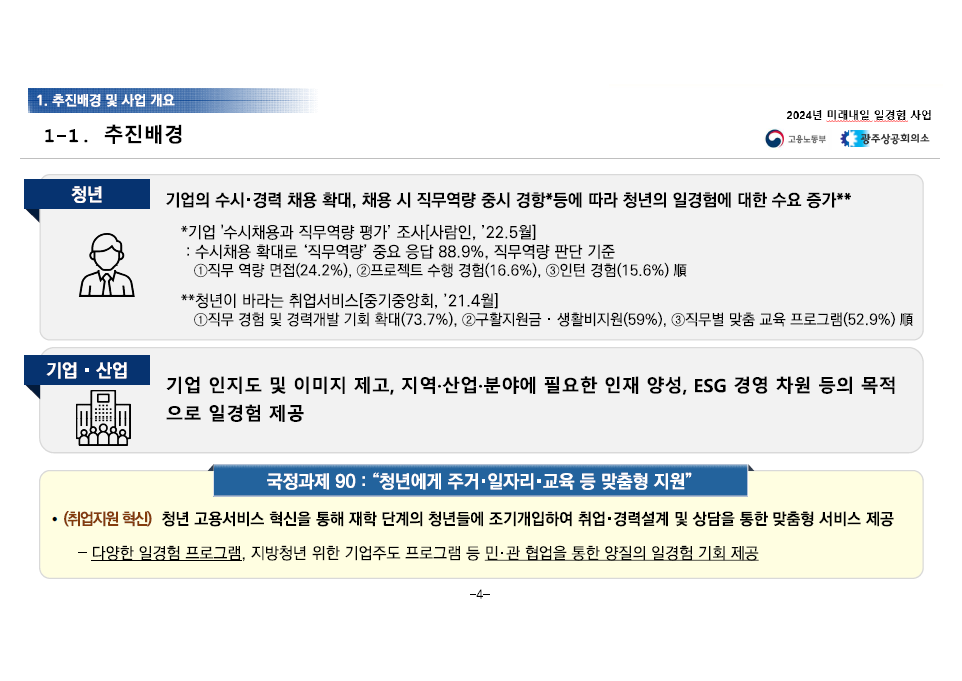 1. 추진배경 및 사업 개요
1-1. 추진배경
2024년 미래내일 일경험 사업
고용노동부 광주상공회의소
청년
기업의 수시·경력 채용 확대, 채용 시 직무역량 중시 경향*등에 따라 청년의 일경험에 대한 수요 증가**
*기업 '수시채용과 직무역량 평가' 조사[사람인, '22.5월]
: 수시채용 확대로 '직무역량' 중요 응답 88.9%, 직무역량 판단 기준
①직무 역량 면접(24.2%), ②프로젝트 수행 경험(16.6%), ③인턴 경험(15.6%) 順
**청년이 바라는 취업서비스[중기중앙회, '21.4월]
①직무 경험 및 경력개발 기회 확대(73.7%), ②구활지원금 · 생활비지원(59%), ③직무별 맞춤 교육 프로그램(52.9%) 順
기업 · 산업
기업 인지도 및 이미지 제고, 지역·산업·분야에 필요한 인재 양성, ESG 경영 차원 등의 목적
으로 일경험 제공
국정과제 90 : "청년에게 주거·일자리·교육 등 맞춤형 지원"
• (취업지원 혁신) 청년 고용서비스 혁신을 통해 재학 단계의 청년들에 조기개입하여 취업·경력설계 및 상담을 통한 맞춤형 서비스 제공
– 다양한 일경험 프로그램, 지방청년 위한 기업주도 프로그램 등 민·관 협업을 통한 양질의 일경험 기회 제공
-4-